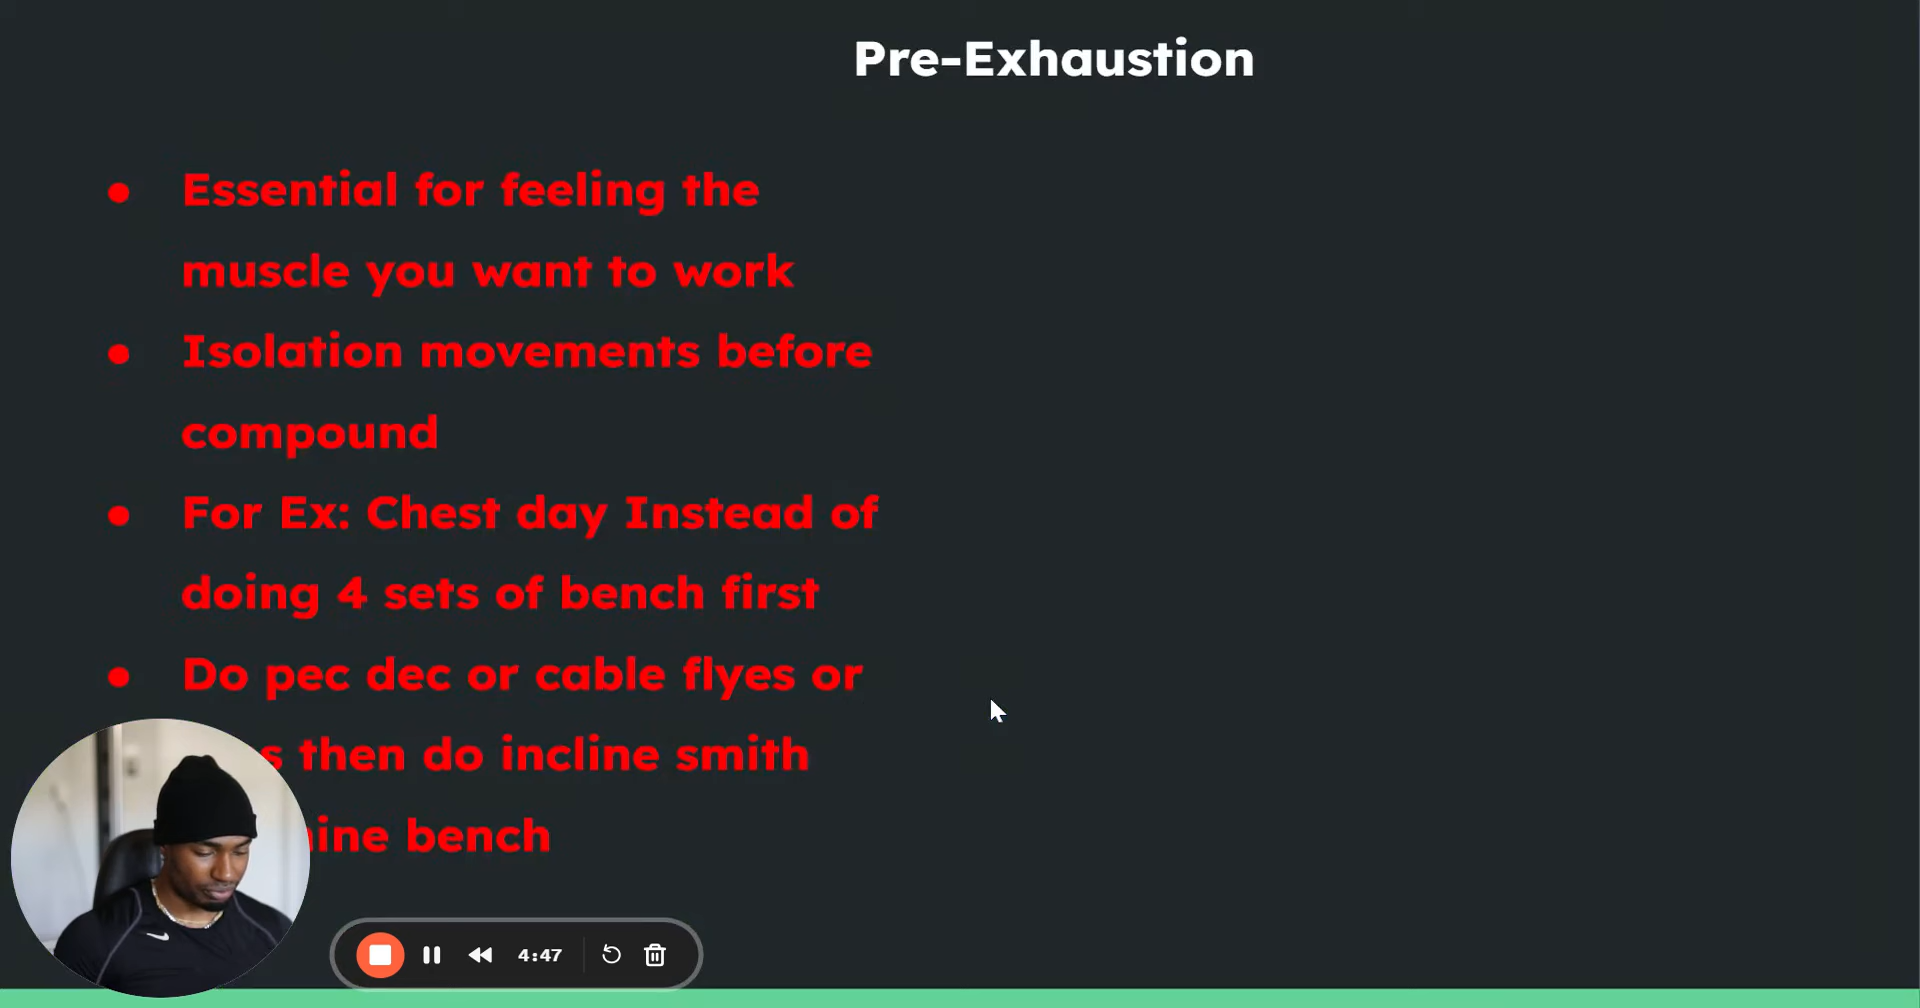 Pre-Exhaustion
● Essential for feeling the
muscle you want to work
● Isolation movements before
compound
● For Ex: Chest day Instead of
doing 4 sets of bench first
● Do pec dec or cable flyes or
then do incline smith
bench
4:47